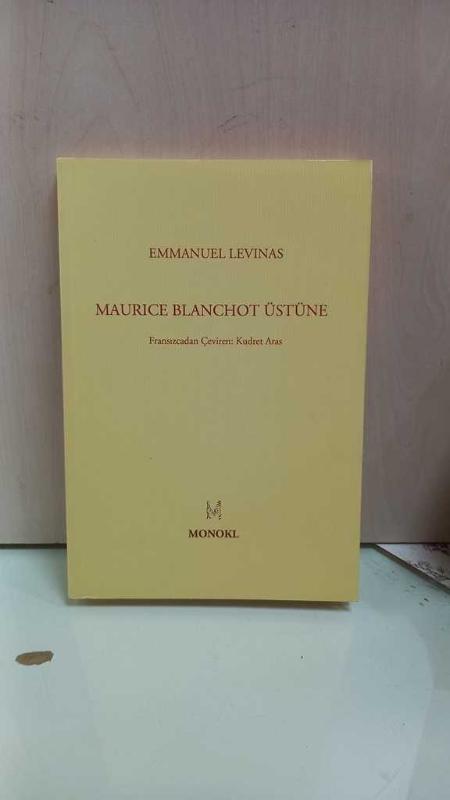 EMMANUEL LEVINAS
MAURICE BLANCHOT ÜSTÜNE
Fransızcadan Çeviren: Kudret Aras
M
MONOKL